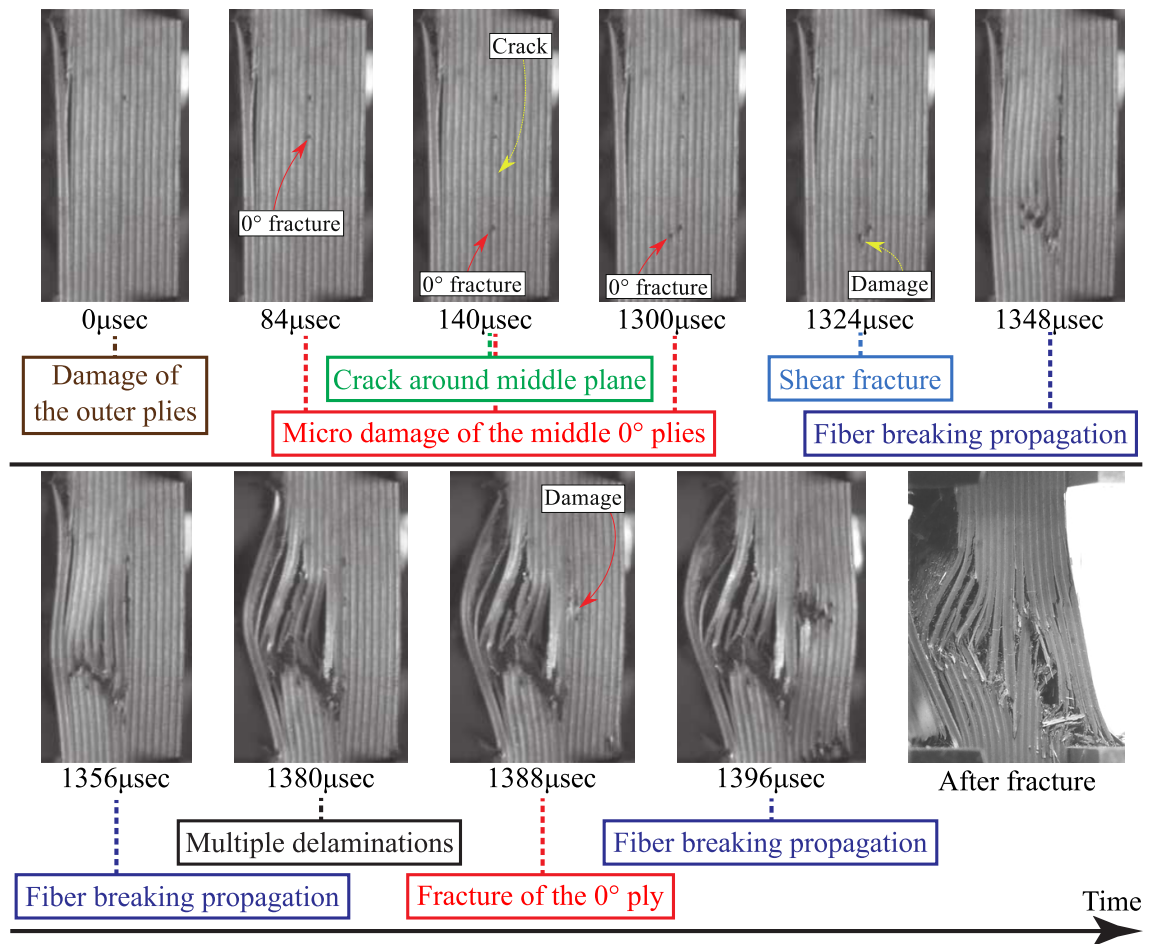 Crack
0° fracture
0° fracture
0° fracture
Damage
0μsec
84μsec
140μsec
1300μsec
1324μsec
1348μsec
Damage of
the outer plies
Crack around middle plane
Shear fracture
Micro damage of the middle 0° plies
Fiber breaking propagation
Damage
1356μsec
1380μsec
1388μsec
1396μsec
After fracture
Multiple delaminations
Fiber breaking propagation
Fiber breaking propagation
Fracture of the 0° ply
Time